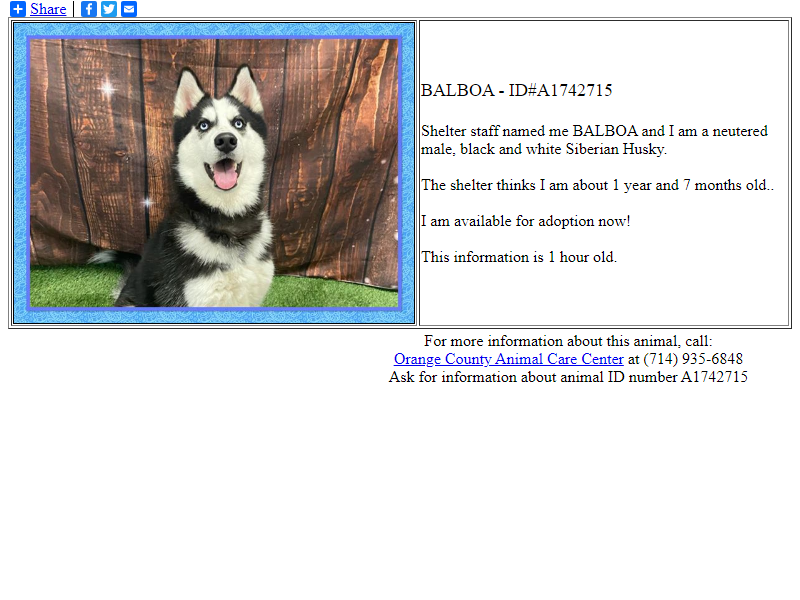 Share |
BALBOA - ID#A1742715
Shelter staff named me BALBOA and I am a neutered
male, black and white Siberian Husky.
The shelter thinks I am about 1 year and 7 months old..
I am available for adoption now!
This information is 1 hour old.
For more information about this animal, call:
Orange County Animal Care Center at (714) 935-6848
Ask for information about animal ID number A1742715